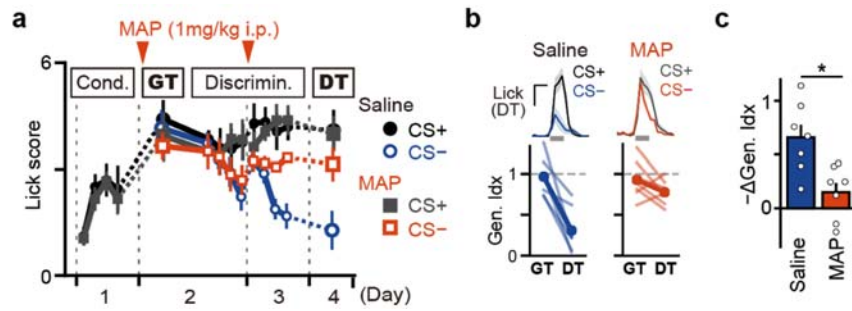 a
MAP (1mg/kg i.p.)
6
Cond.
GT
Discrimin.
DT
Saline
CS+
CS−
MAP
CS+
CS−
Lick score
0
1
2
3
4
(Day)
b
Saline
MAP
Lick
(DT)
CS+
CS−
CS+
CS−
Gen. Idx
1
0
GT DT
GT DT
c
*
−ΔGen. Idx
1
0
Saline
MAP